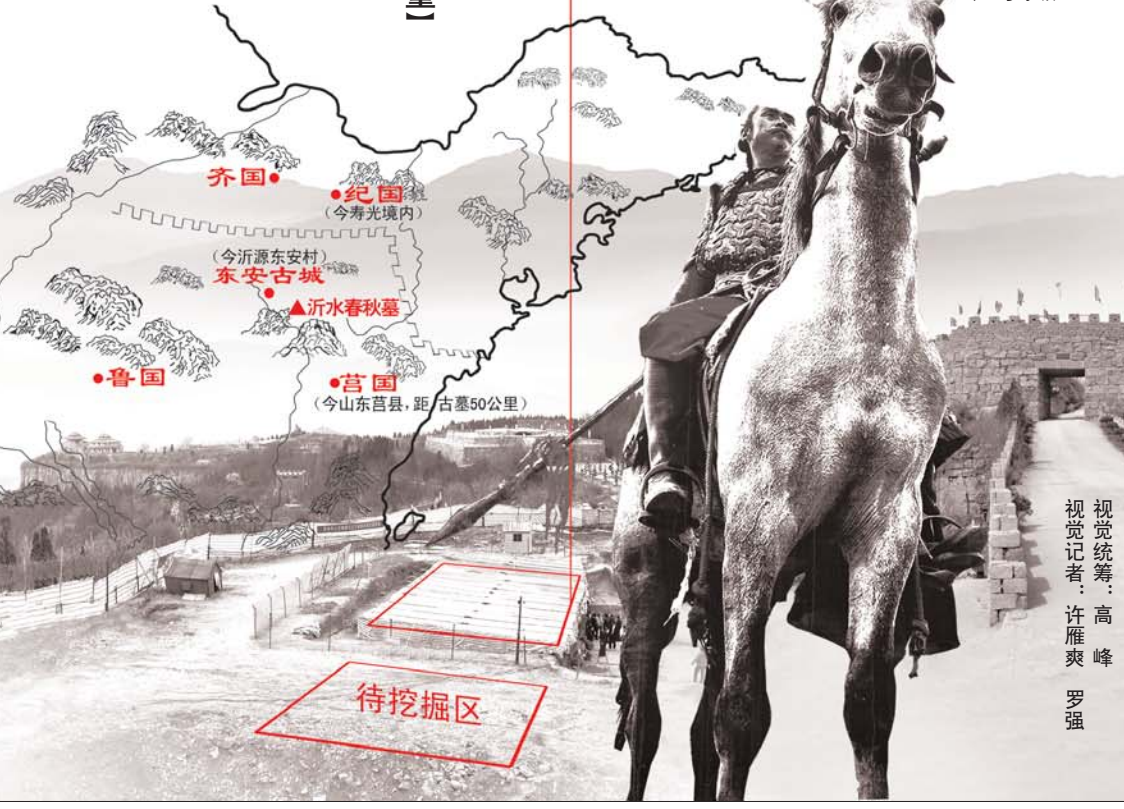 】
齐国
纪国
（今寿光境内）
（今沂源东安村）
东安古城
沂水春秋墓
鲁国
莒国
（今山东莒县，距 古墓50公里）
待挖掘区
视觉统筹：高 峰
视觉记者：许雁爽 罗强